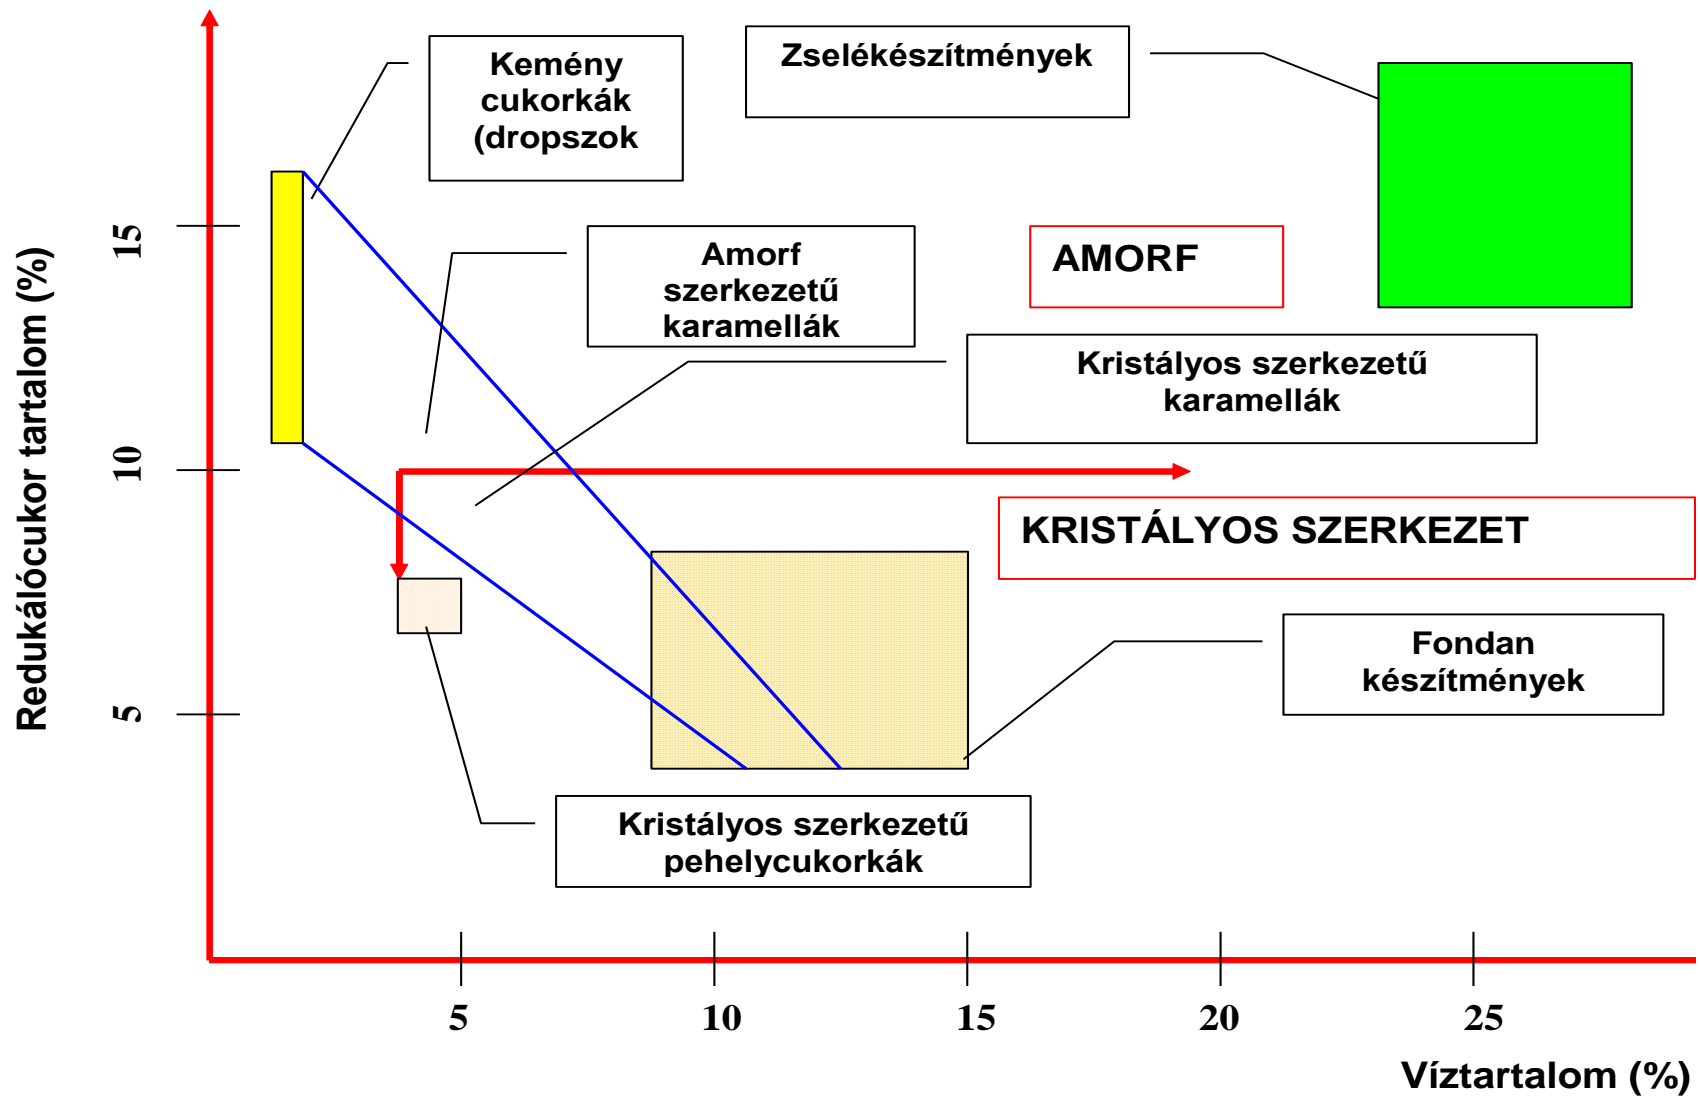 Kemény
cukorkák
(dropszok
Zselékészítmények
Amorf
szerkezetű
karamellák
AMORF
Kristályos szerkezetű
karamellák
KRISTÁLYOS SZERKEZET
Fondan
készítmények
Kristályos szerkezetű
pehelycukorkák
Redukálócukor tartalom (%)
15
10
5
5
10
15
20
25
Víztartalom (%)